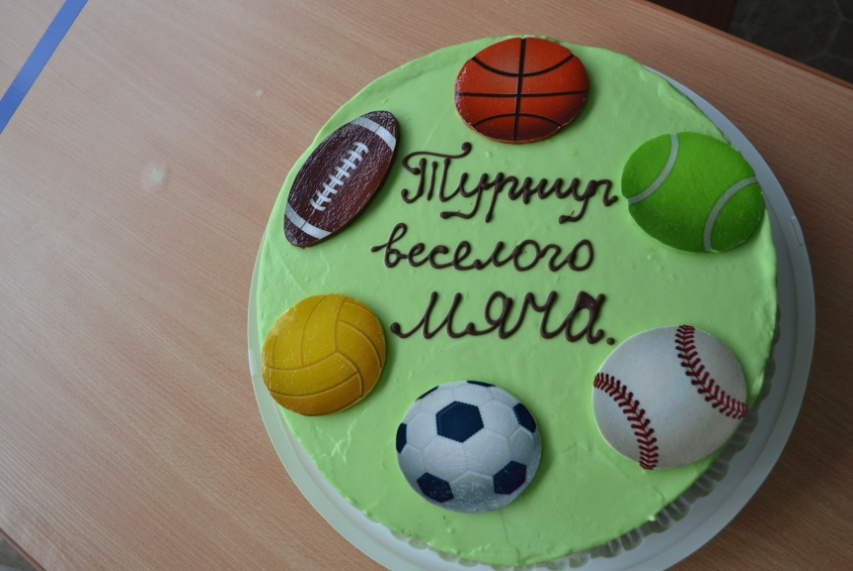 Турнир
веселого
мяча.